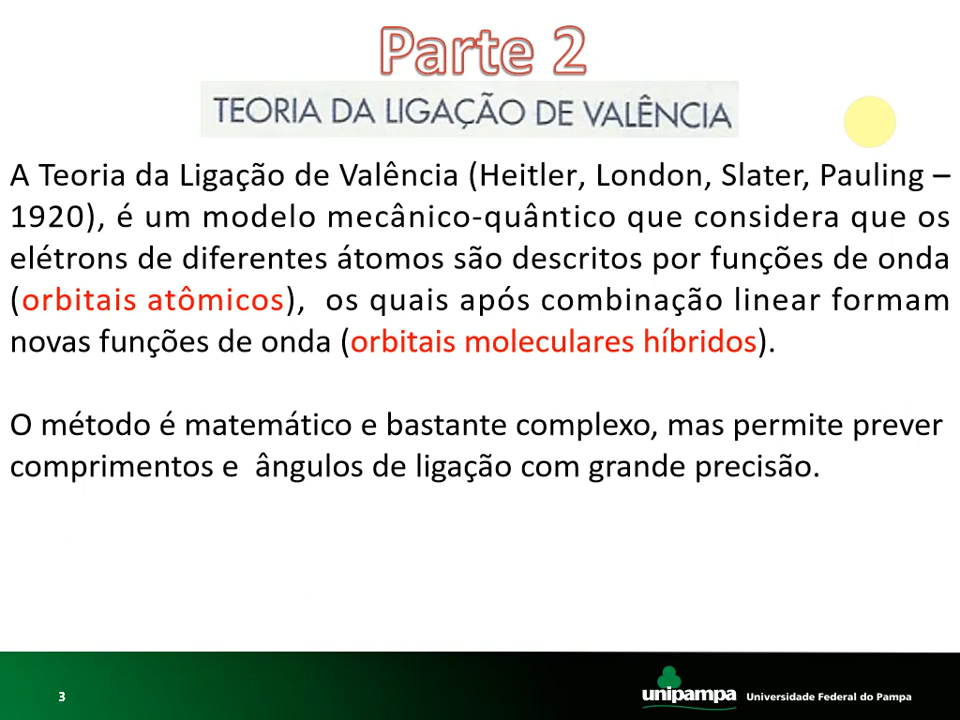 Parte 2
TEORIA DA LIGAÇÃO DE VALÊNCIA
A Teoria da Ligação de Valência (Heitler, London, Slater, Pauling –
1920), é um modelo mecânico-quântico que considera que os
elétrons de diferentes átomos são descritos por funções de onda
(orbitais atômicos), os quais após combinação linear formam
novas funções de onda (orbitais moleculares híbridos).
O método é matemático e bastante complexo, mas permite prever
comprimentos e ângulos de ligação com grande precisão.
3
unipampa Universidade Federal do Pampa